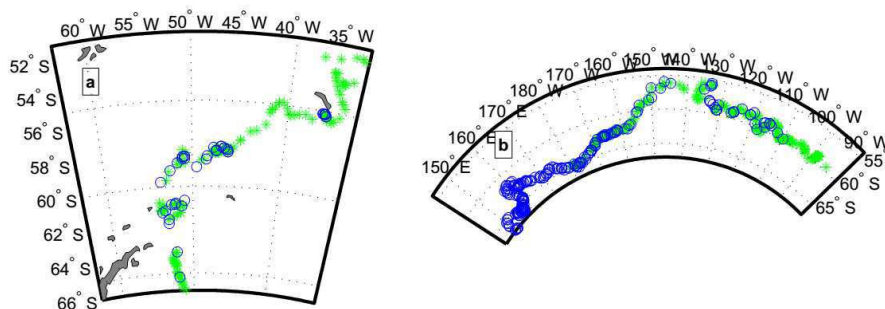 60° W
55° W
50° W
45° W
40° W
35° W
52° S
54° S
56° S
58° S
60° S
62° S
64° S
66° S
a
150° E
160° E
170° E
180° W
170° W
160° W
150° W
140° W
130° W
120° W
110° W
100° W
90° W
55
60° S
65° S
b